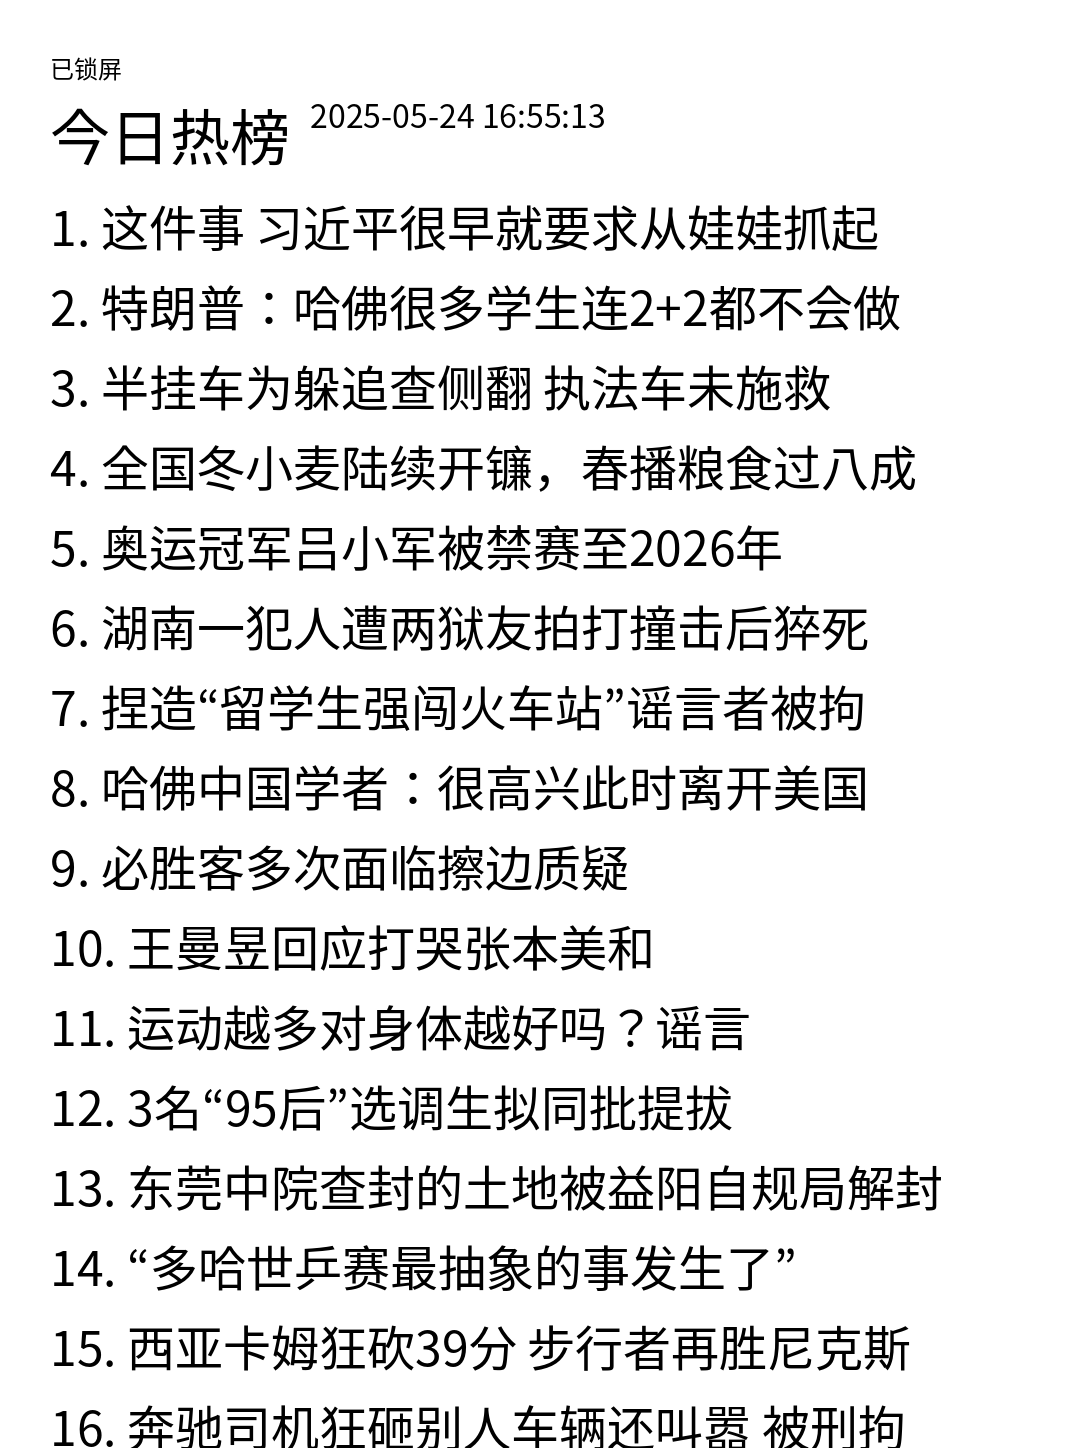 已锁屏
今日热榜 2025-05-24 16:55:13
1. 这件事 习近平很早就要求从娃娃抓起
2. 特朗普：哈佛很多学生连2+2都不会做
3. 半挂车为躲追查侧翻 执法车未施救
4. 全国冬小麦陆续开镰，春播粮食过八成
5. 奥运冠军吕小军被禁赛至2026年
6. 湖南一犯人遭两狱友拍打撞击后猝死
7. 捏造“留学生强闯火车站”谣言者被拘
8. 哈佛中国学者：很高兴此时离开美国
9. 必胜客多次面临擦边质疑
10. 王曼昱回应打哭张本美和
11. 运动越多对身体越好吗？谣言
12. 3名“95后”选调生拟同批提拔
13. 东莞中院查封的土地被益阳自规局解封
14. “多哈世乒赛最抽象的事发生了”
15. 西亚卡姆狂砍39分 步行者再胜尼克斯
16. 奔驰司机狂砸别人车辆还叫嚣 被刑拘